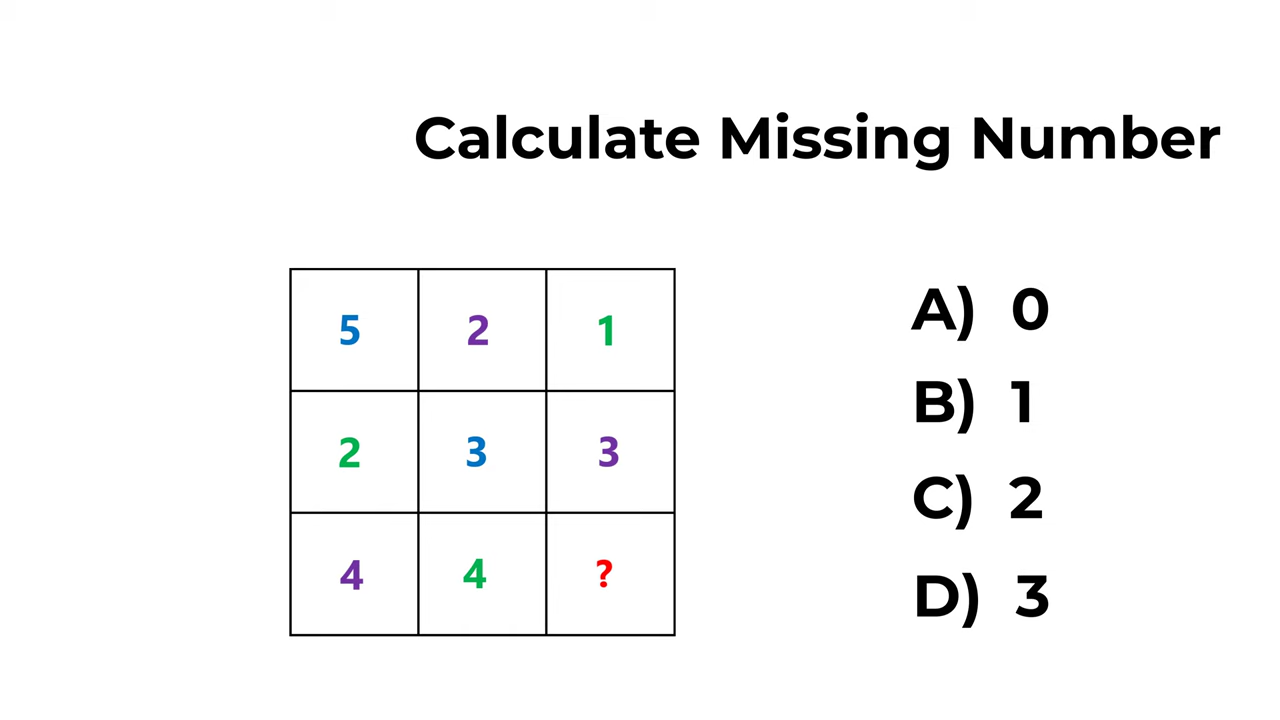 Calculate Missing Number
5 2 1
2 3 3
4 4 ?
A) 0
B) 1
C) 2
D) 3